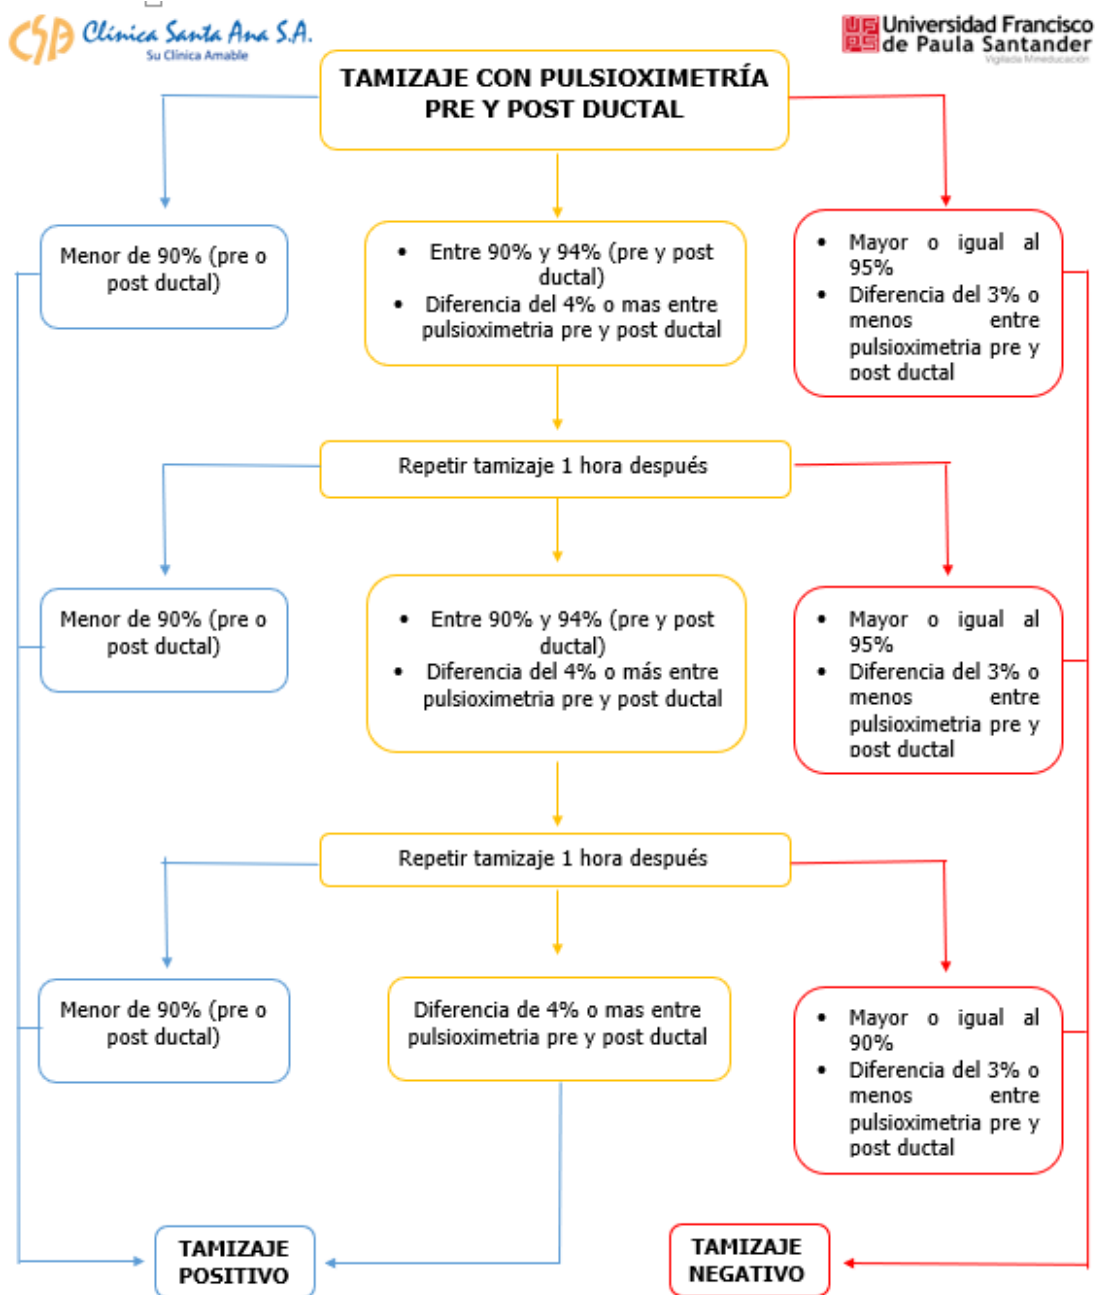 CSA Clínica Santa Ana S.A.
Su Clínica Amable
UFPS Universidad Francisco
de Paula Santander
Vigilada Mineducación
TAMIZAJE CON PULSIOXIMETRÍA
PRE Y POST DUCTAL
Menor de 90% (pre o
post ductal)
• Entre 90% y 94% (pre y post
ductal)
• Diferencia del 4% o mas entre
pulsioximetria pre y post ductal
• Mayor o igual al
95%
• Diferencia del 3% o
menos entre
pulsioximetria pre y
post ductal
Repetir tamizaje 1 hora después
Menor de 90% (pre o
post ductal)
• Entre 90% y 94% (pre y post
ductal)
• Diferencia del 4% o más entre
pulsioximetria pre y post ductal
• Mayor o igual al
95%
• Diferencia del 3% o
menos entre
pulsioximetria pre y
post ductal
Repetir tamizaje 1 hora después
Menor de 90% (pre o
post ductal)
Diferencia de 4% o mas entre
pulsioximetria pre y post ductal
• Mayor o igual al
90%
• Diferencia del 3% o
menos entre
pulsioximetria pre y
post ductal
TAMIZAJE
POSITIVO
TAMIZAJE
NEGATIVO